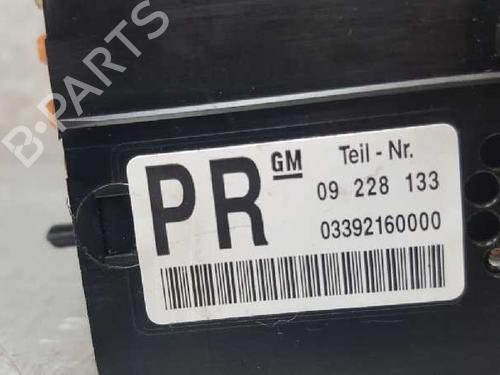 B-PARTS
PR GM Teil - Nr.
09 228 133
03392160000